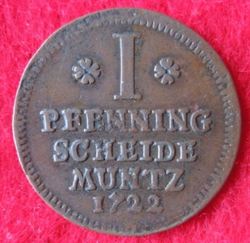 I
PFENNING
SCHEIDE
MUNTZ
1722